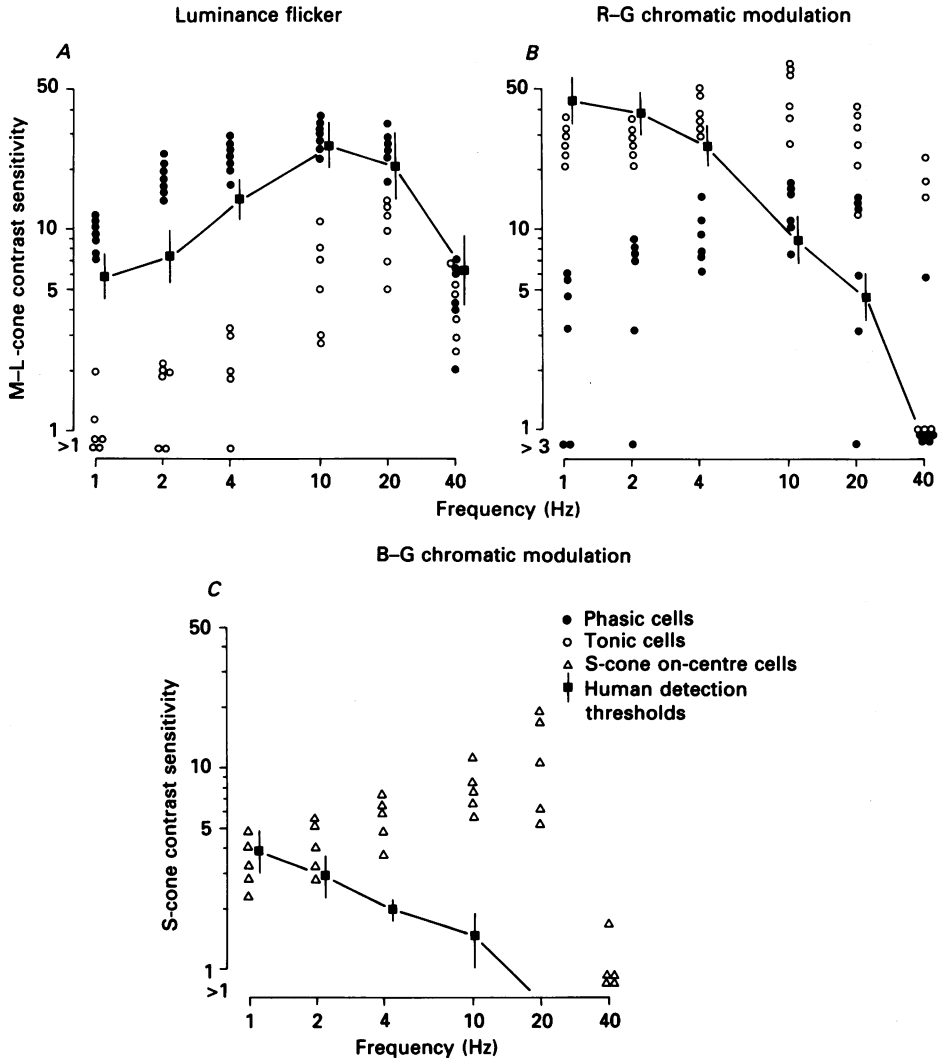 Luminance flicker
R–G chromatic modulation
A
B
M–L-cone contrast sensitivity
50
10
5
1
>1
1
2
4
10
20
40
50
10
5
1
> 3
1
2
4
10
20
40
Frequency (Hz)
B–G chromatic modulation
C
S-cone contrast sensitivity
50
10
5
1
>1
1
2
4
10
20
40
Frequency (Hz)
Phasic cells
Tonic cells
S-cone on-centre cells
Human detection
thresholds